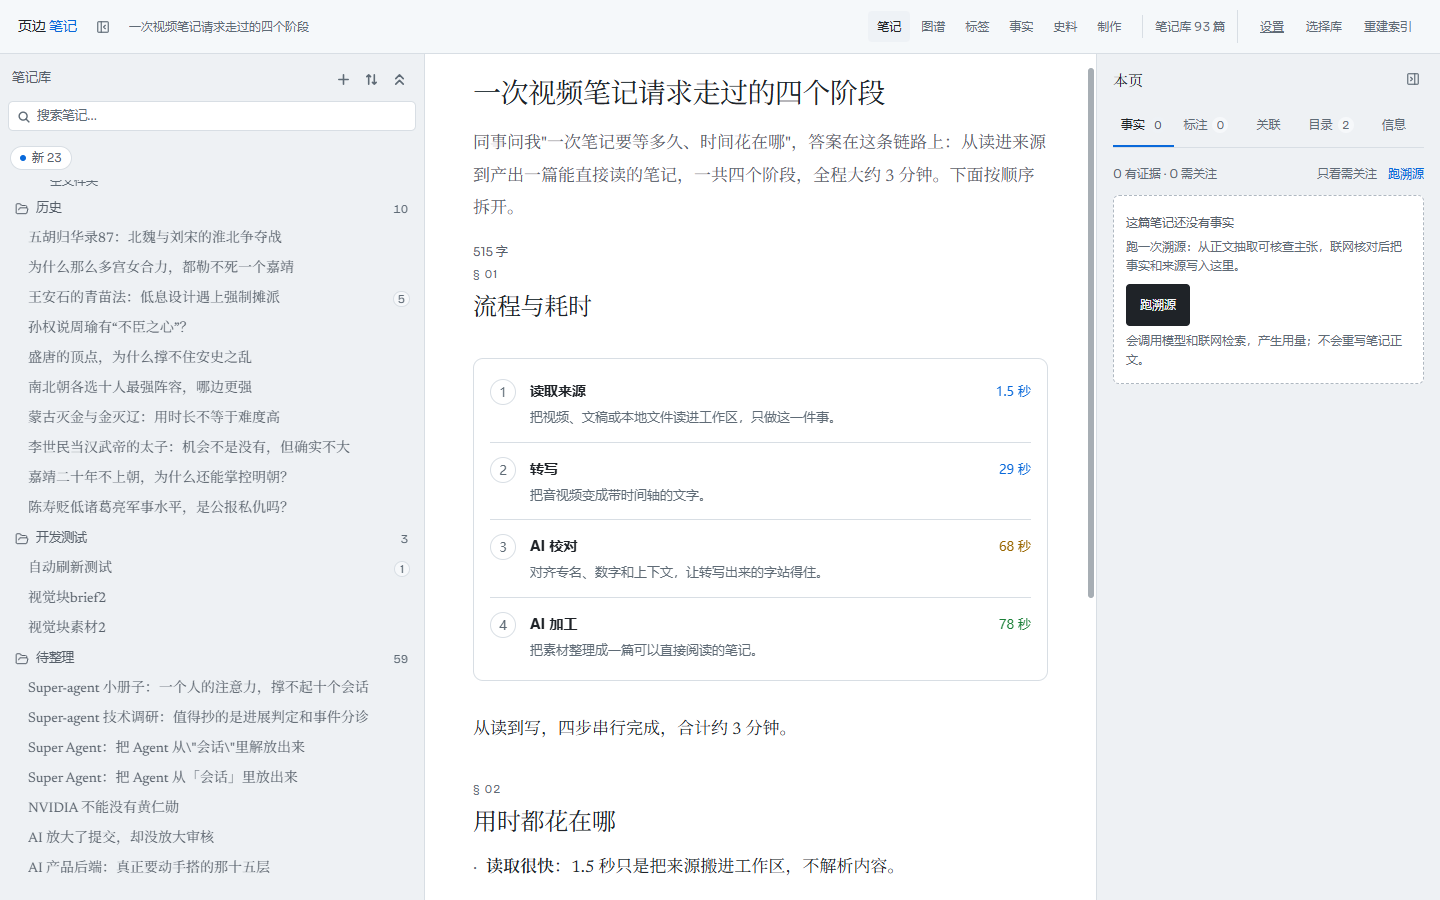 页边 笔记
一次视频笔记请求走过的四个阶段
笔记 图谱 标签 事实 史料 制作 笔记库 93 篇 设置 选择库 重建索引
笔记库
搜索笔记...
新 23
空文件夹
历史 10
五胡归华录87：北魏与刘宋的淮北争夺战
为什么那么多宫女合力，都勒不死一个嘉靖
王安石的青苗法：低息设计遇上强制摊派 5
孙权说周瑜有“不臣之心”？
盛唐的顶点，为什么撑不住安史之乱
南北朝各选十人最强阵容，哪边更强
蒙古灭金与金灭辽：用时长不等于难度高
李世民当汉武帝的太子：机会不是没有，但确实不大
嘉靖二十年不上朝，为什么还能掌控明朝？
陈寿贬低诸葛亮军事水平，是公报私仇吗？
开发测试 3
自动刷新测试 1
视觉块brief2
视觉块素材2
待整理 59
Super-agent 小册子：一个人的注意力，撑不起十个会话
Super-agent 技术调研：值得抄的是进展判定和事件分诊
Super Agent：把 Agent 从\"会话\"里解放出来
Super Agent：把 Agent 从「会话」里放出来
NVIDIA 不能没有黄仁勋
AI 放大了提交，却没放大审核
AI 产品后端：真正要动手搭的那十五层
一次视频笔记请求走过的四个阶段
同事问我"一次笔记要等多久、时间花在哪"，答案在这条链路上：从读进来源
到产出一篇能直接读的笔记，一共四个阶段，全程大约 3 分钟。下面按顺序
拆开。
515 字
§ 01
流程与耗时
1 读取来源 1.5 秒
把视频、文稿或本地文件读进工作区，只做这一件事。
2 转写 29 秒
把音视频变成带时间轴的文字。
3 AI 校对 68 秒
对齐专名、数字和上下文，让转写出来的字站得住。
4 AI 加工 78 秒
把素材整理成一篇可以直接阅读的笔记。
从读到写，四步串行完成，合计约 3 分钟。
§ 02
用时都花在哪
· 读取很快：1.5 秒只是把来源搬进工作区，不解析内容。
本页
事实 0 标注 0 关联 目录 2 信息
0 有证据 · 0 需关注 只看需关注 跑溯源
这篇笔记还没有事实
跑一次溯源：从正文抽取可核查主张，联网核对后把
事实和来源写入这里。
跑溯源
会调用模型和联网检索，产生用量；不会重写笔记正
文。